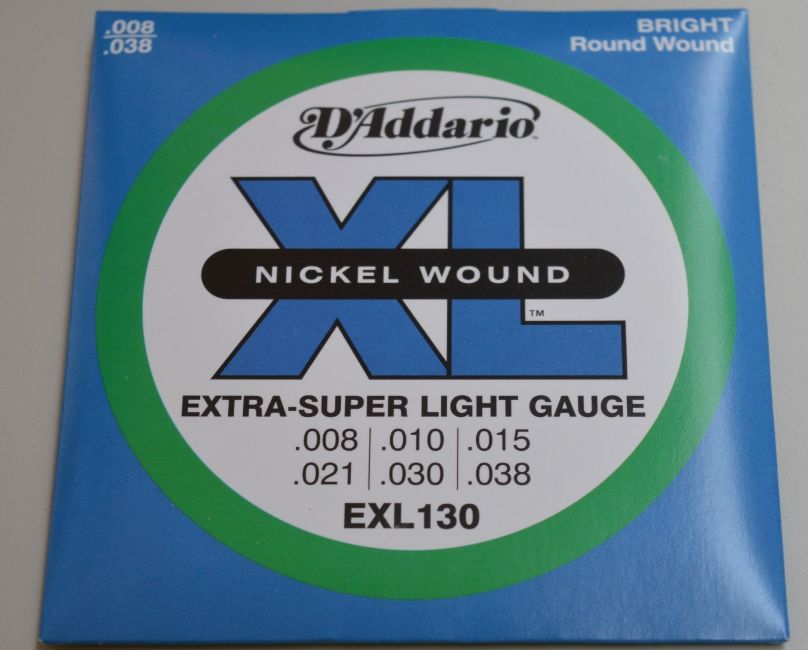 .008
.038
BRIGHT
Round Wound
D'Addario
XL
NICKEL WOUND
TM
EXTRA-SUPER LIGHT GAUGE
.008 | .010 | .015
.021 | .030 | .038
EXL130